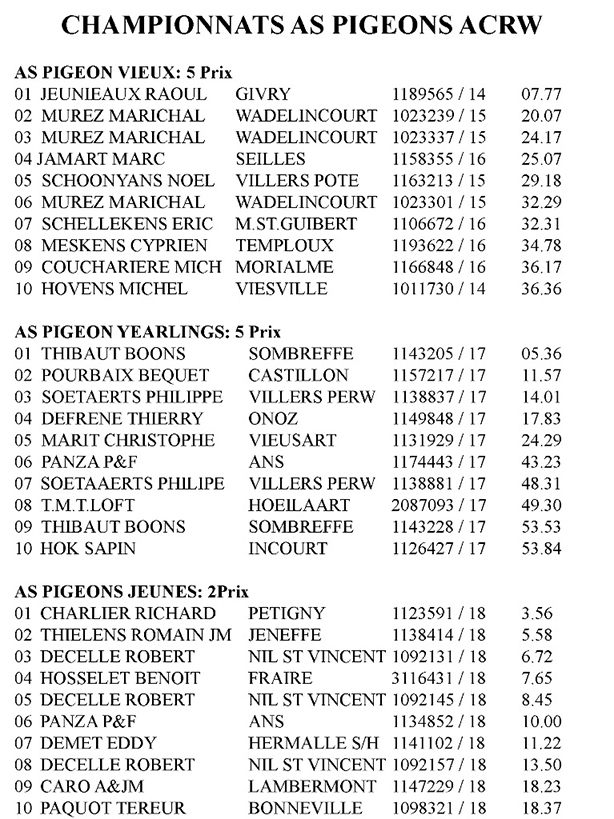 CHAMPIONNATS AS PIGEONS ACRW
AS PIGEON VIEUX: 5 Prix
01 JEUNIEAUX RAOUL GIVRY 1189565 / 14 07.77
02 MUREZ MARICHAL WADELINCOURT 1023239 / 15 20.07
03 MUREZ MARICHAL WADELINCOURT 1023337 / 15 24.17
04 JAMART MARC SEILLES 1158355 / 16 25.07
05 SCHOONYANS NOEL VILLERS POTE 1163213 / 15 29.18
06 MUREZ MARICHAL WADELINCOURT 1023301 / 15 32.29
07 SCHELLEKENS ERIC M.ST.GUIBERT 1106672 / 16 32.31
08 MESKENS CYPRIEN TEMPLOUX 1193622 / 16 34.78
09 COUCHARIERE MICH MORIALME 1166848 / 16 36.17
10 HOVENS MICHEL VIESVILLE 1011730 / 14 36.36
AS PIGEON YEARLINGS: 5 Prix
01 THIBAUT BOONS SOMBREFFE 1143205 / 17 05.36
02 POURBAIX BEQUET CASTILLON 1157217 / 17 11.57
03 SOETAERTS PHILIPPE VILLERS PERW 1138837 / 17 14.01
04 DEFRENE THIERRY ONOZ 1149848 / 17 17.83
05 MARIT CHRISTOPHE VIEUSART 1131929 / 17 24.29
06 PANZA P&F ANS 1174443 / 17 43.23
07 SOETAAERTS PHILIPE VILLERS PERW 1138881 / 17 48.31
08 T.M.T.LOFT HOEILAART 2087093 / 17 49.30
09 THIBAUT BOONS SOMBREFFE 1143228 / 17 53.53
10 HOK SAPIN INCOURT 1126427 / 17 53.84
AS PIGEONS JEUNES: 2Prix
01 CHARLIER RICHARD PETIGNY 1123591 / 18 3.56
02 THIELENS ROMAIN JM JENEFFE 1138414 / 18 5.58
03 DECELLE ROBERT NIL ST VINCENT 1092131 / 18 6.72
04 HOSSELET BENOIT FRAIRE 3116431 / 18 7.65
05 DECELLE ROBERT NIL ST VINCENT 1092145 / 18 8.45
06 PANZA P&F ANS 1134852 / 18 10.00
07 DEMET EDDY HERMALLE S/H 1141102 / 18 11.22
08 DECELLE ROBERT NIL ST VINCENT 1092157 / 18 13.50
09 CARO A&JM LAMBERMONT 1147229 / 18 18.23
10 PAQUOT TEREUR BONNEVILLE 1098321 / 18 18.37